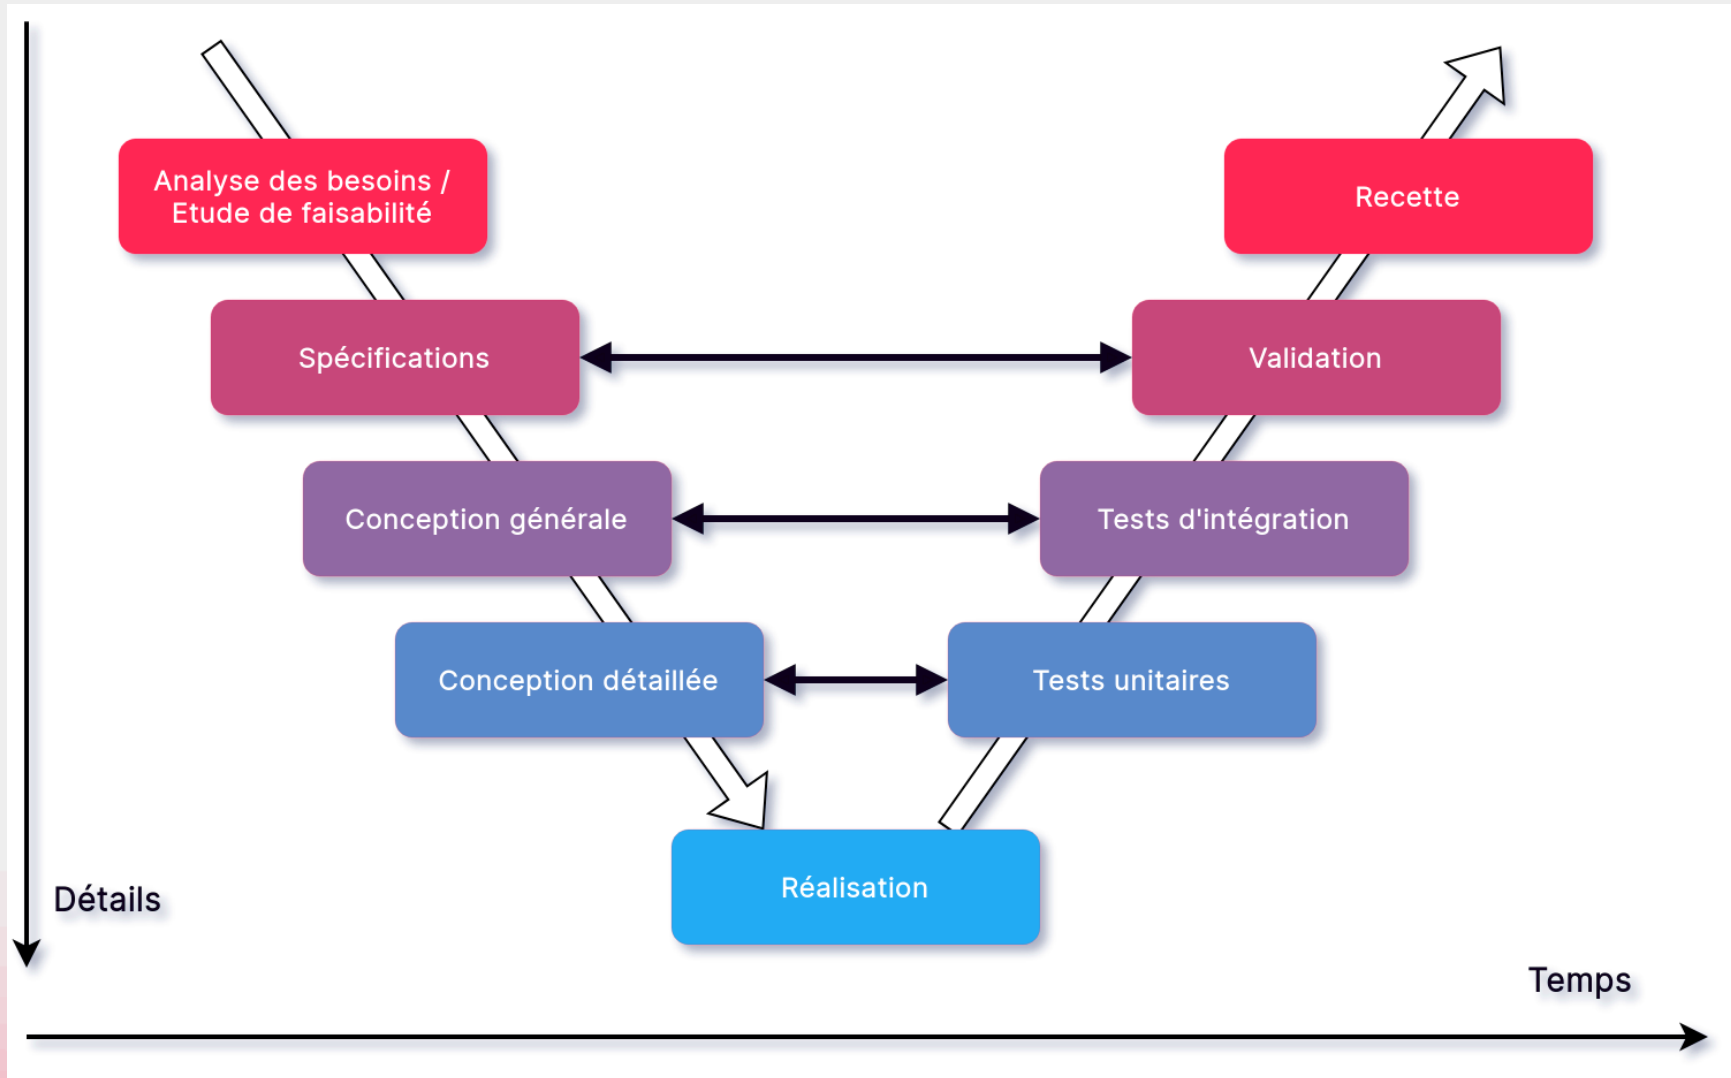 Analyse des besoins /
Etude de faisabilité
Recette
Spécifications
Validation
Conception générale
Tests d'intégration
Conception détaillée
Tests unitaires
Réalisation
Détails
Temps